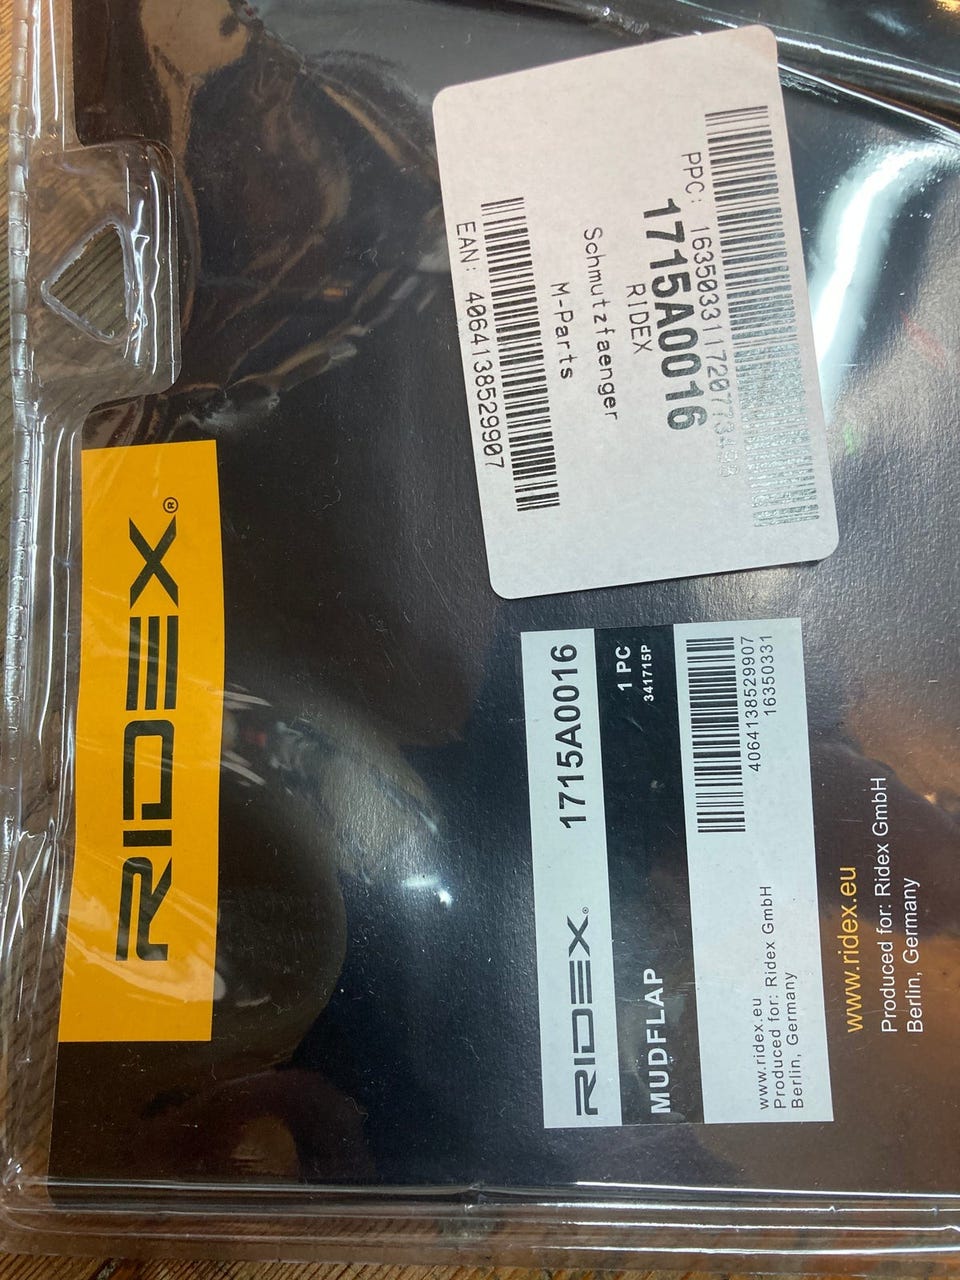 PPC:
1715A0016
RIDEX
Schmutzfaenger
M-Parts
EAN: 4064138529907
RIDEX®
RIDEX® 1715A0016
MUDFLAP 1 PC
341715P
4064138529907
16350331
www.ridex.eu
Produced for: Ridex GmbH
Berlin, Germany
www.ridex.eu
Produced for: Ridex GmbH
Berlin, Germany